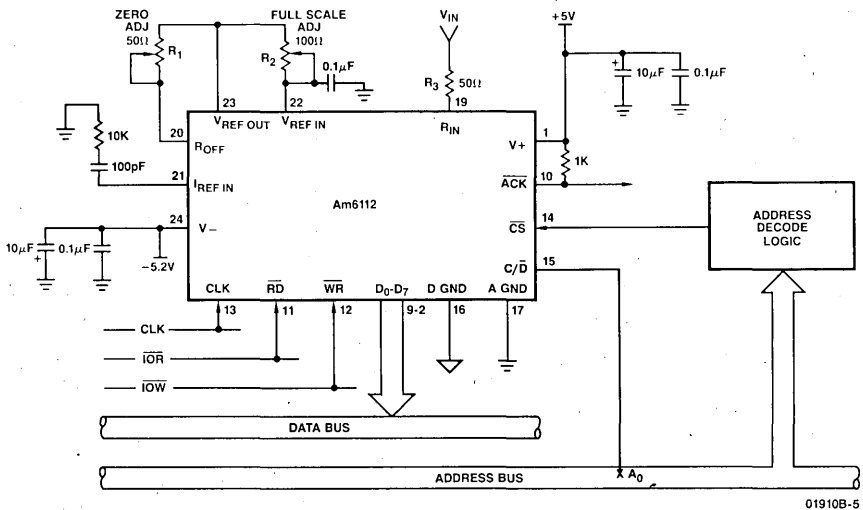 ZERO ADJ
50Ω
R1
FULL SCALE ADJ
100Ω
R2
0.1μF
VIN
R3
50Ω
+5V
10μF
0.1μF
+
23
VREF OUT
22
VREF IN
19
RIN
20
ROFF
10K
100pF
21
IREF IN
24
V−
10μF
+
0.1μF
−5.2V
Am6112
V+
1
1K
ACK
10
CS
14
C/D
15
ADDRESS DECODE LOGIC
CLK
13
RD
11
WR
12
D0-D7
9-2
D GND
16
A GND
17
CLK
IOR
IOW
DATA BUS
ADDRESS BUS
A0
01910B-5